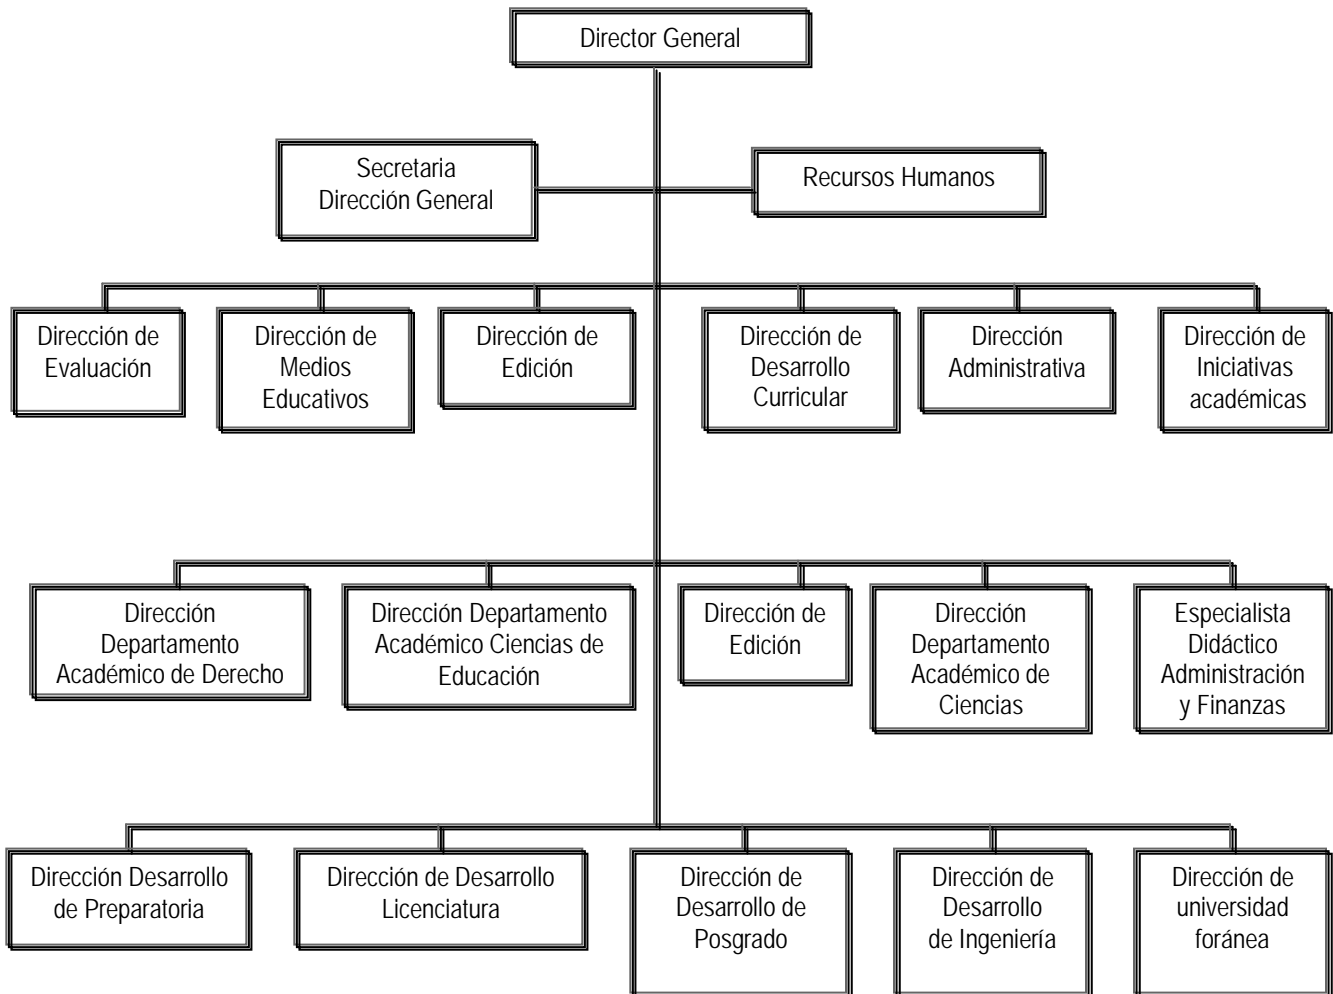 Director General
Secretaria
Dirección General
Recursos Humanos
Dirección de
Evaluación
Dirección de
Medios
Educativos
Dirección de
Edición
Dirección de
Desarrollo
Curricular
Dirección
Administrativa
Dirección de
Iniciativas
académicas
Dirección
Departamento
Académico de Derecho
Dirección Departamento
Académico Ciencias de
Educación
Dirección de
Edición
Dirección
Departamento
Académico de
Ciencias
Especialista
Didáctico
Administración
y Finanzas
Dirección Desarrollo
de Preparatoria
Dirección de Desarrollo
Licenciatura
Dirección de
Desarrollo de
Posgrado
Dirección de
Desarrollo
de Ingeniería
Dirección de
universidad
foránea